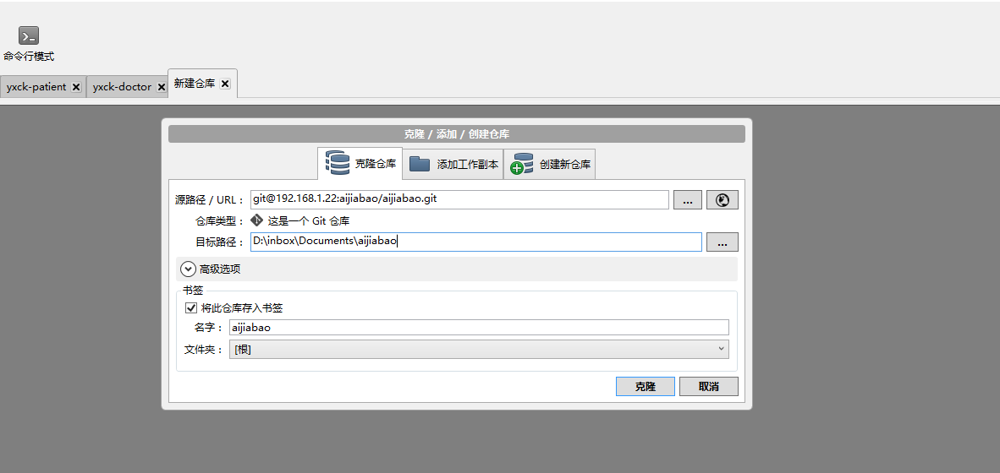 命令行模式
yxck-patient
yxck-doctor
新建仓库
克隆 / 添加 / 创建仓库
克隆仓库
添加工作副本
创建新仓库
源路径 / URL： git@192.168.1.22:aijiabao/aijiabao.git ...
仓库类型： 这是一个 Git 仓库
目标路径： D:\inbox\Documents\aijiabao ...
高级选项
书签
将此仓库存入书签
名字： aijiabao
文件夹： [根]
克隆
取消